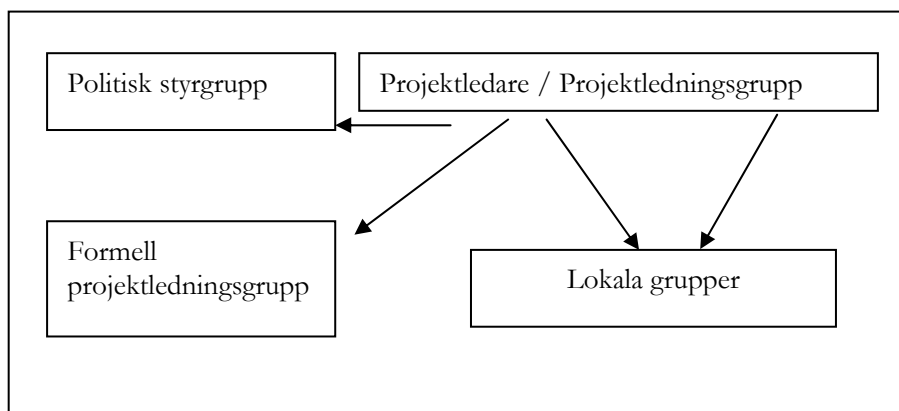 Politisk styrgrupp
Projektledare / Projektledningsgrupp
Formell
projektledningsgrupp
Lokala grupper